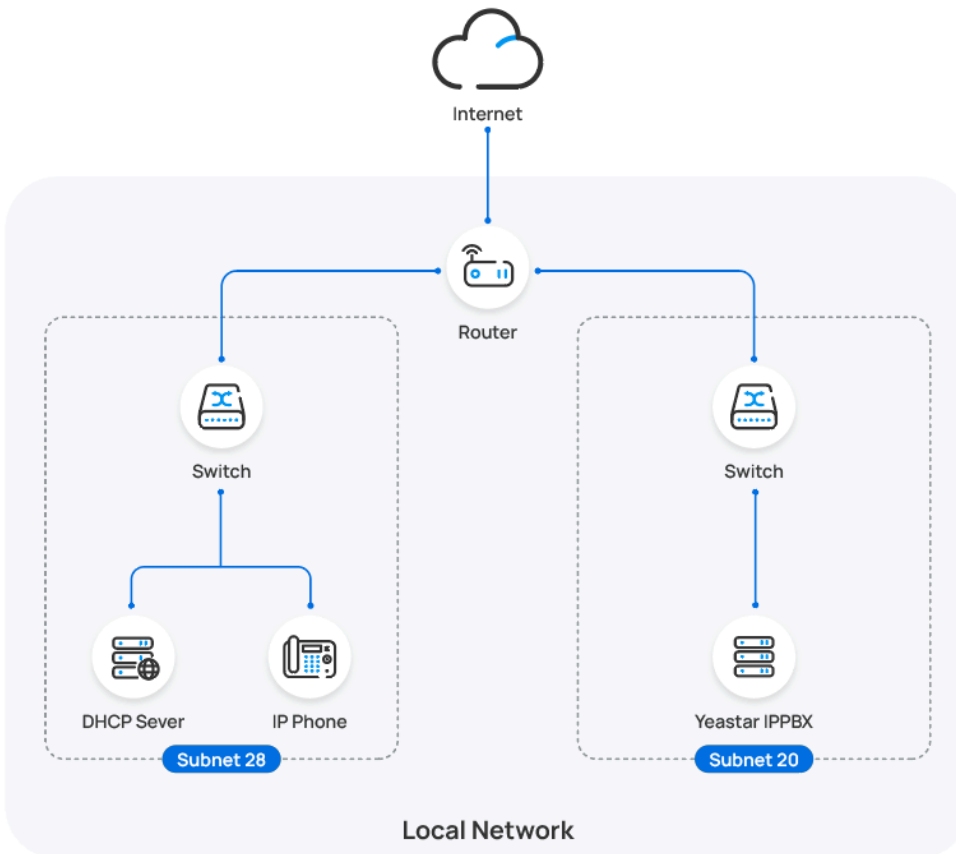 Internet
Router
Switch
Switch
DHCP Sever
IP Phone
Yeastar IPPBX
Subnet 28
Subnet 20
Local Network